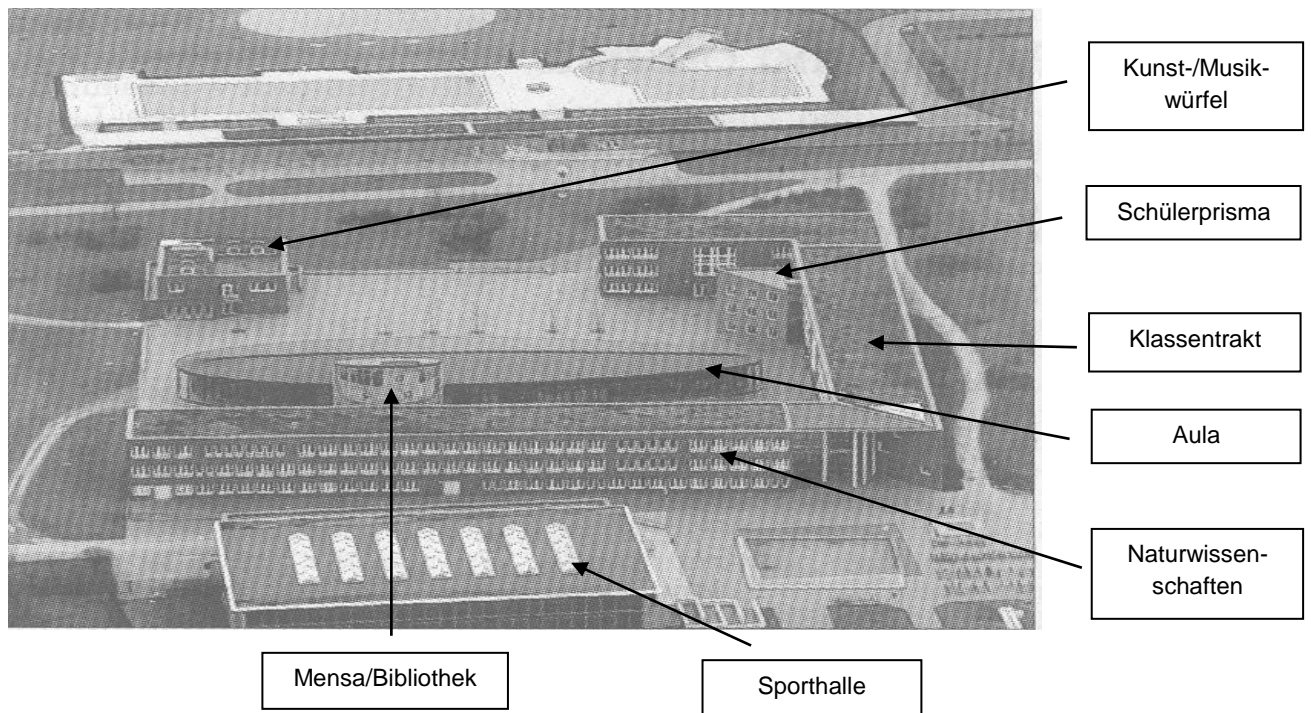 Kunst-/Musik-
würfel
Schülerprisma
Klassentrakt
Aula
Naturwissen-
schaften
Mensa/Bibliothek
Sporthalle